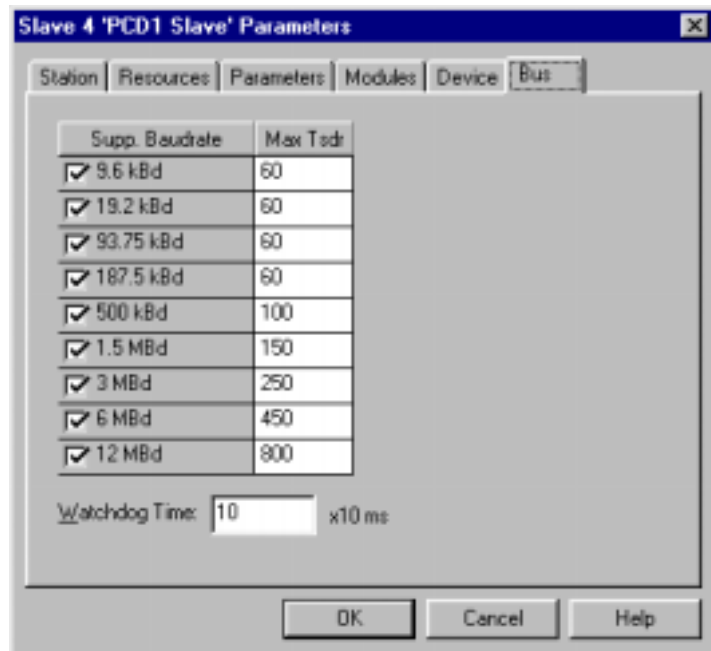 Slave 4 'PCD1 Slave' Parameters
Station Resources Parameters Modules Device Bus
Supp. Baudrate Max Tsdr
9.6 kBd 60
19.2 kBd 60
93.75 kBd 60
187.5 kBd 60
500 kBd 100
1.5 MBd 150
3 MBd 250
6 MBd 450
12 MBd 800
Watchdog Time: 10 x10 ms
OK Cancel Help